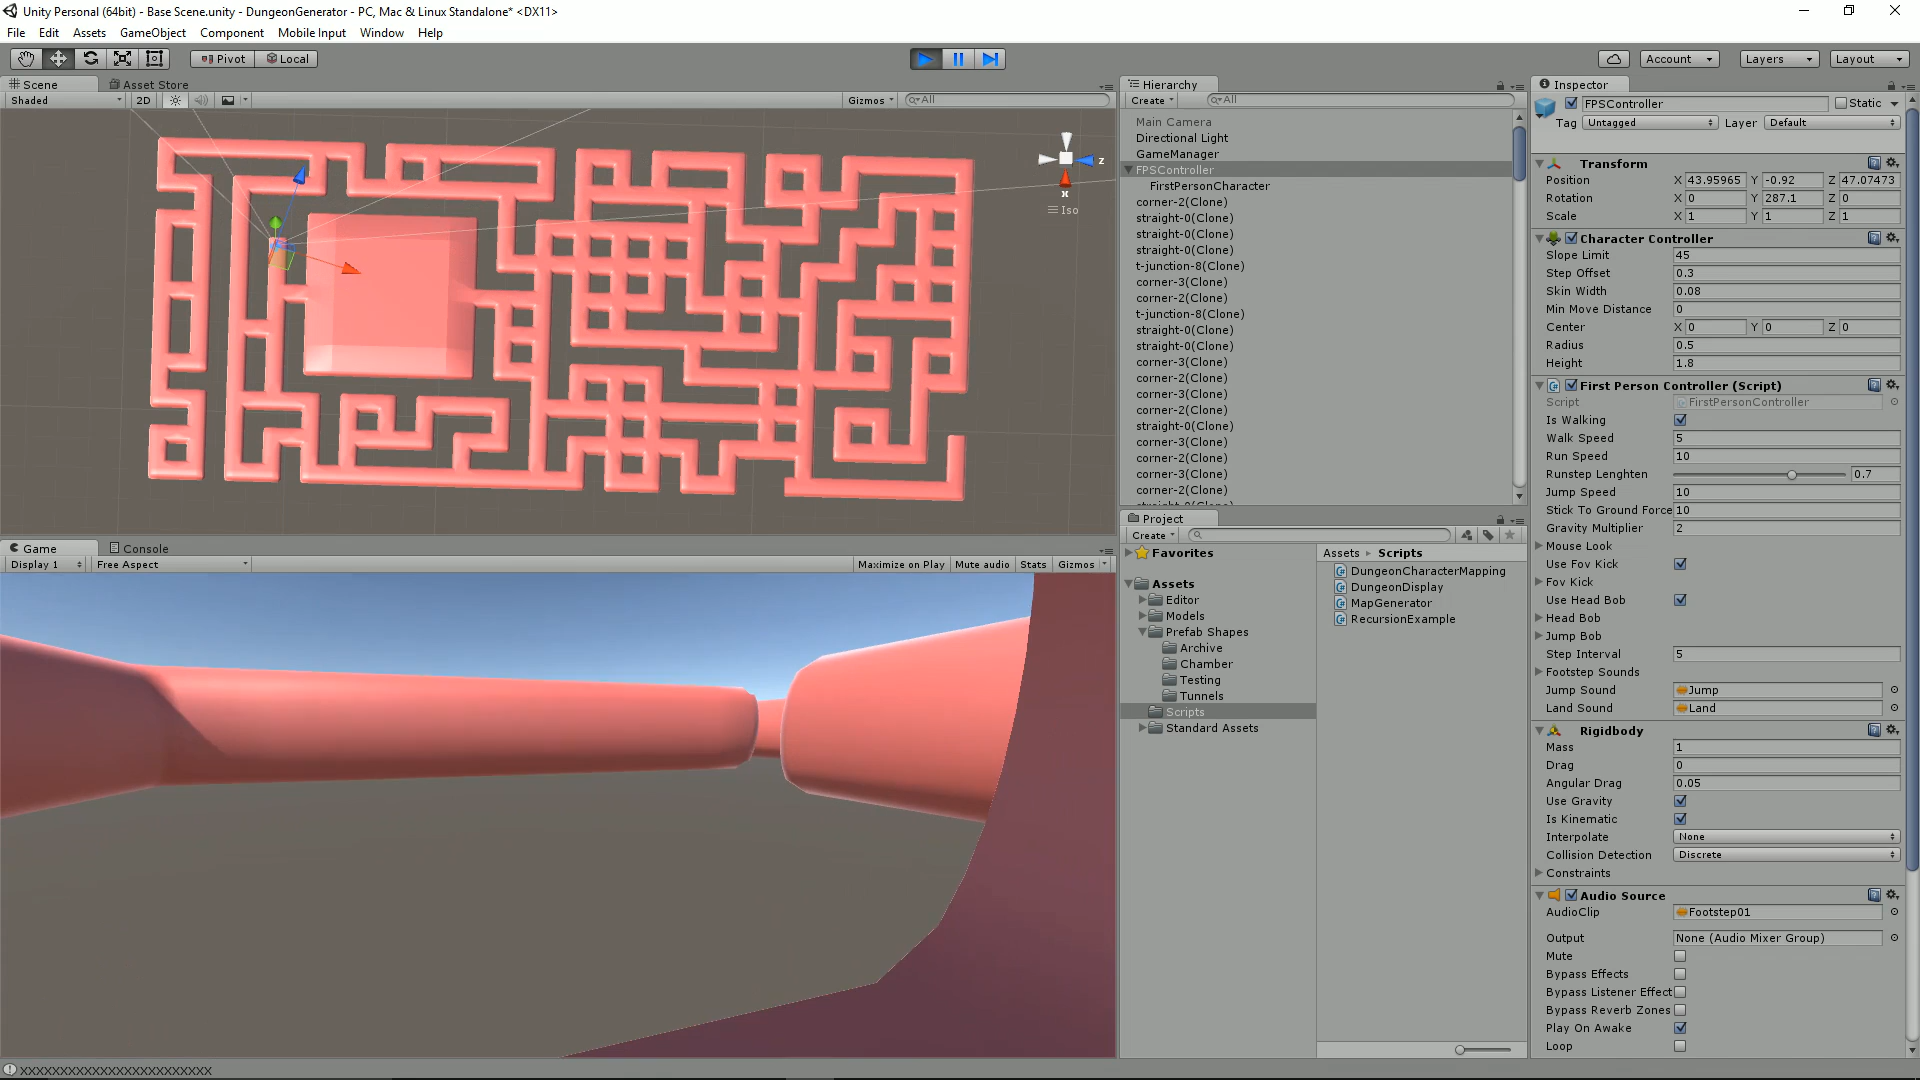 Unity Personal (64bit) - Base Scene.unity - DungeonGenerator - PC, Mac & Linux Standalone* <DX11>
File Edit Assets GameObject Component Mobile Input Window Help
Pivot Local Account Layers Layout
Scene Asset Store
Shaded 2D Gizmos All
z
x
Iso
Game Console
Display 1 Free Aspect Maximize on Play Mute audio Stats Gizmos
Hierarchy
Create All
Main Camera
Directional Light
GameManager
FPSController
FirstPersonCharacter
corner-2(Clone)
straight-0(Clone)
straight-0(Clone)
straight-0(Clone)
t-junction-8(Clone)
corner-3(Clone)
corner-2(Clone)
t-junction-8(Clone)
straight-0(Clone)
straight-0(Clone)
corner-3(Clone)
corner-2(Clone)
corner-3(Clone)
corner-2(Clone)
straight-0(Clone)
corner-3(Clone)
corner-2(Clone)
corner-3(Clone)
corner-2(Clone)
straight-0(Clone)
Project
Create
Favorites
Assets
Editor
Models
Prefab Shapes
Archive
Chamber
Testing
Tunnels
Scripts
Standard Assets
Assets Scripts
DungeonCharacterMapping
DungeonDisplay
MapGenerator
RecursionExample
Inspector
FPSController Static
Tag Untagged Layer Default
Transform
Position X 43.95965 Y -0.92 Z 47.07473
Rotation X 0 Y 287.1 Z 0
Scale X 1 Y 1 Z 1
Character Controller
Slope Limit 45
Step Offset 0.3
Skin Width 0.08
Min Move Distance 0
Center X 0 Y 0 Z 0
Radius 0.5
Height 1.8
First Person Controller (Script)
Script FirstPersonController
Is Walking
Walk Speed 5
Run Speed 10
Runstep Lenghten 0.7
Jump Speed 10
Stick To Ground Force 10
Gravity Multiplier 2
Mouse Look
Use Fov Kick
Fov Kick
Use Head Bob
Head Bob
Jump Bob
Step Interval 5
Footstep Sounds
Jump Sound Jump
Land Sound Land
Rigidbody
Mass 1
Drag 0
Angular Drag 0.05
Use Gravity
Is Kinematic
Interpolate None
Collision Detection Discrete
Constraints
Audio Source
AudioClip Footstep01
Output None (Audio Mixer Group)
Mute
Bypass Effects
Bypass Listener Effect
Bypass Reverb Zones
Play On Awake
Loop
XXXXXXXXXXXXXXXXXXXXXXXXX